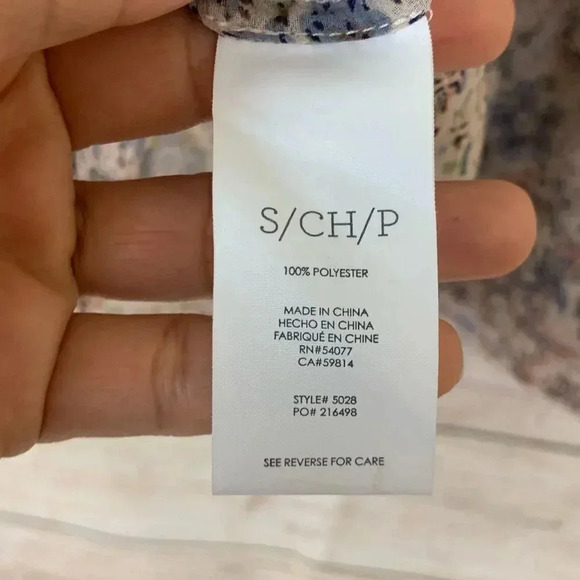 S/CH/P
100% POLYESTER
MADE IN CHINA
HECHO EN CHINA
FABRIQUÉ EN CHINE
RN#54077
CA#59814
STYLE# 5028
PO# 216498
SEE REVERSE FOR CARE